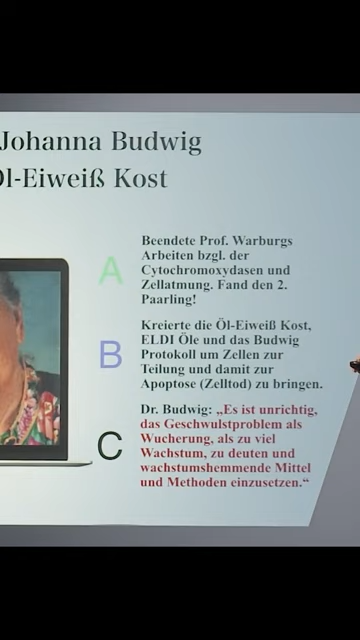 Johanna Budwig
Öl-Eiweiß Kost
A
Beendete Prof. Warburgs
Arbeiten bzgl. der
Cytochromoxydasen und
Zellatmung. Fand den 2.
Paarling!
B
Kreierte die Öl-Eiweiß Kost,
ELDI Öle und das Budwig
Protokoll um Zellen zur
Teilung und damit zur
Apoptose (Zelltod) zu bringen.
C
Dr. Budwig: „Es ist unrichtig,
das Geschwulstproblem als
Wucherung, als zu viel
Wachstum, zu deuten und
wachstumshemmende Mittel
und Methoden einzusetzen.“